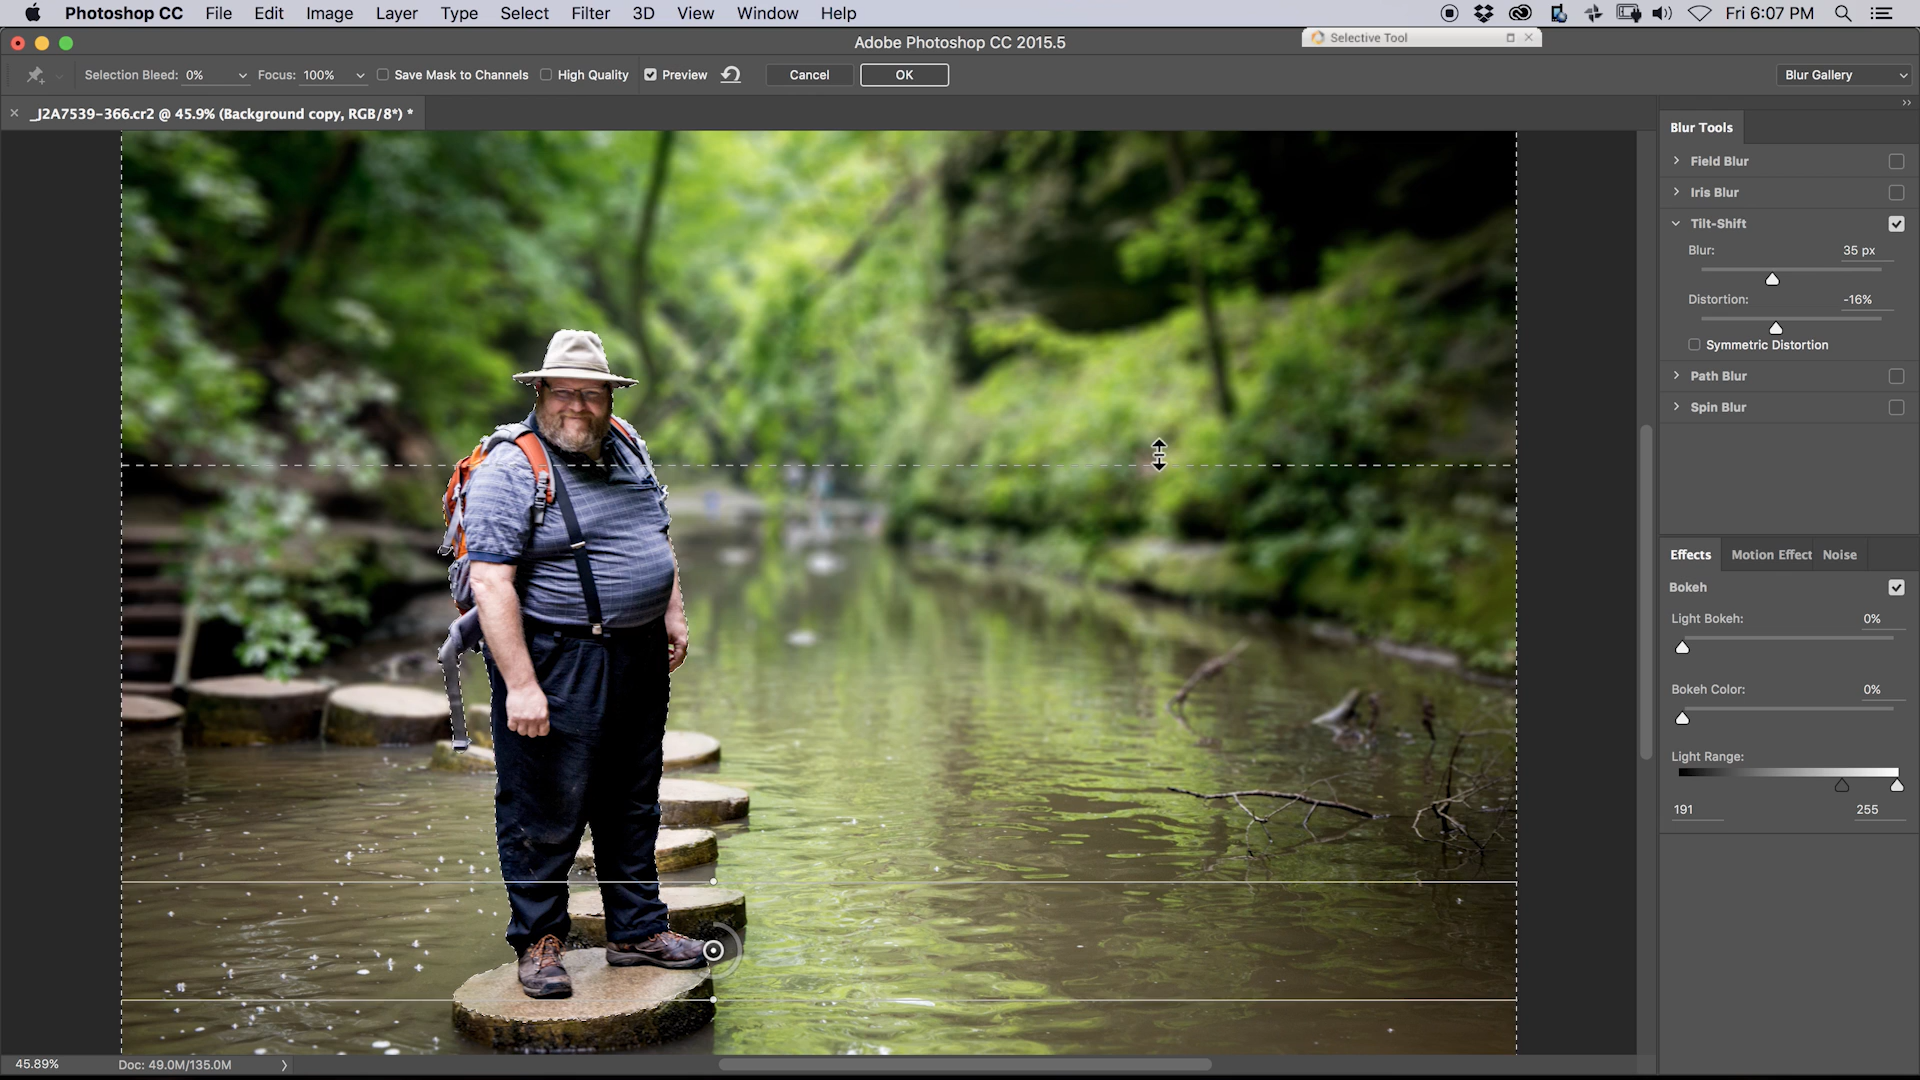 Photoshop CC File Edit Image Layer Type Select Filter 3D View Window Help Fri 6:07 PM
Adobe Photoshop CC 2015.5
Selective Tool
Selection Bleed: 0% Focus: 100% Save Mask to Channels High Quality Preview Cancel OK Blur Gallery
_J2A7539-366.cr2 @ 45.9% (Background copy, RGB/8*) *
Blur Tools
Field Blur
Iris Blur
Tilt-Shift
Blur: 35 px
Distortion: -16%
Symmetric Distortion
Path Blur
Spin Blur
Effects Motion Effect Noise
Bokeh
Light Bokeh: 0%
Bokeh Color: 0%
Light Range:
191 255
45.89% Doc: 49.0M/135.0M